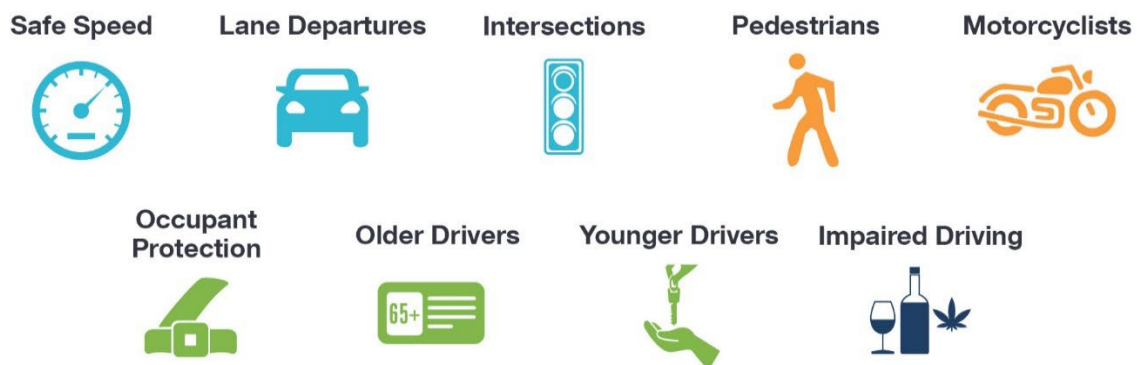 Safe Speed
Lane Departures
Intersections
Pedestrians
Motorcyclists
Occupant
Protection
Older Drivers
Younger Drivers
Impaired Driving
65+